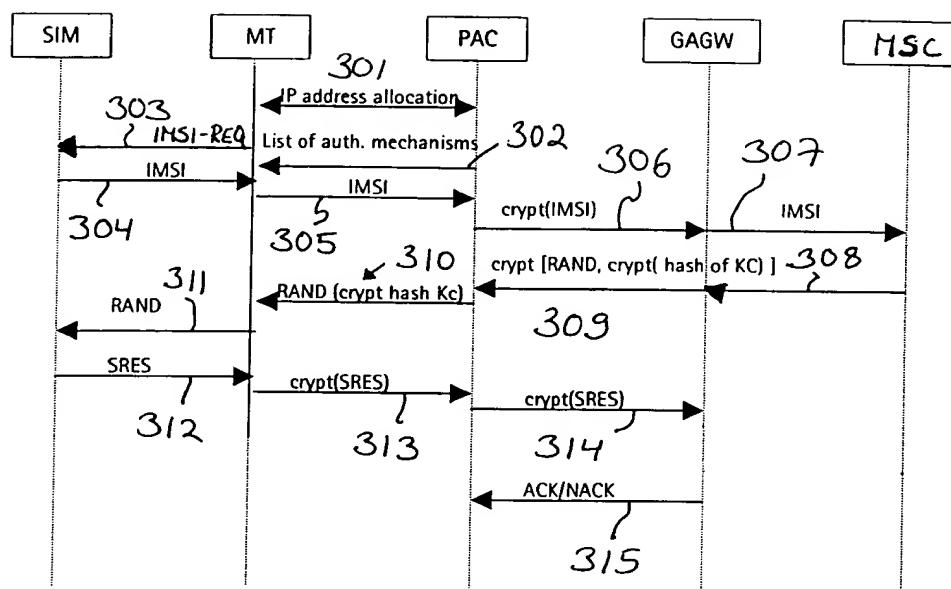 SIM MT PAC GAGW MSC
301
IP address allocation
303
IMSI-REQ
List of auth. mechanisms
302
306
307
IMSI
IMSI
crypt(IMSI)
IMSI
304
305
310
crypt [RAND, crypt( hash of KC) ]
308
311
RAND (crypt hash Kc)
RAND
309
SRES
crypt(SRES)
crypt(SRES)
312
313
314
ACK/NACK
315